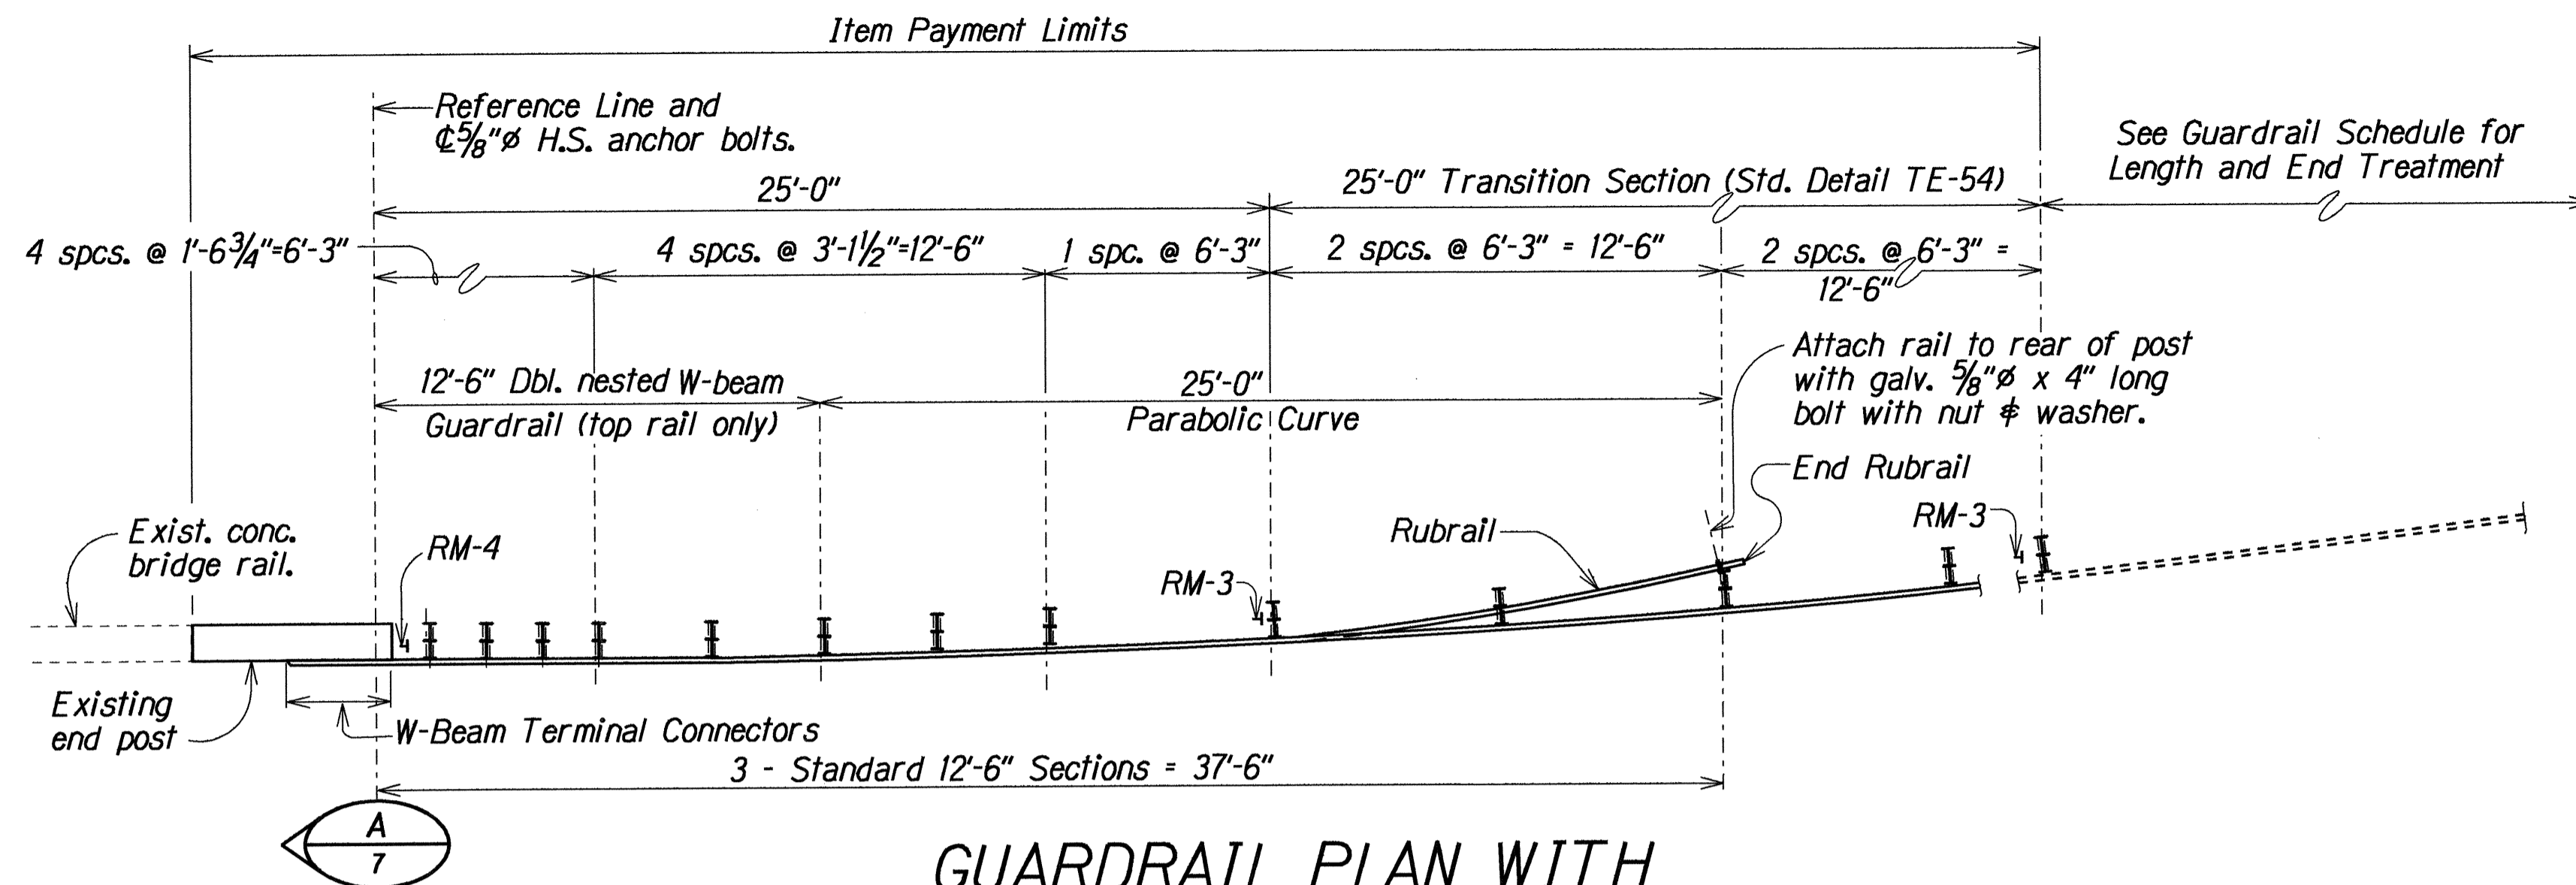 Item Payment Limits
Reference Line and
℄ 5/8"ø H.S. anchor bolts.
See Guardrail Schedule for
Length and End Treatment
25'-0"
25'-0" Transition Section (Std. Detail TE-54)
4 spcs. @ 1'-6 3/4"=6'-3"
4 spcs. @ 3'-1 1/2"=12'-6"
1 spc. @ 6'-3"
2 spcs. @ 6'-3" = 12'-6"
2 spcs. @ 6'-3" =
12'-6"
Attach rail to rear of post
with galv. 5/8"ø x 4" long
bolt with nut & washer.
12'-6" Dbl. nested W-beam
Guardrail (top rail only)
25'-0"
Parabolic Curve
End Rubrail
Rubrail
RM-3
Exist. conc.
bridge rail.
RM-4
RM-3
Existing
end post
W-Beam Terminal Connectors
3 - Standard 12'-6" Sections = 37'-6"
A
7
GUARDRAIL PLAN WITH